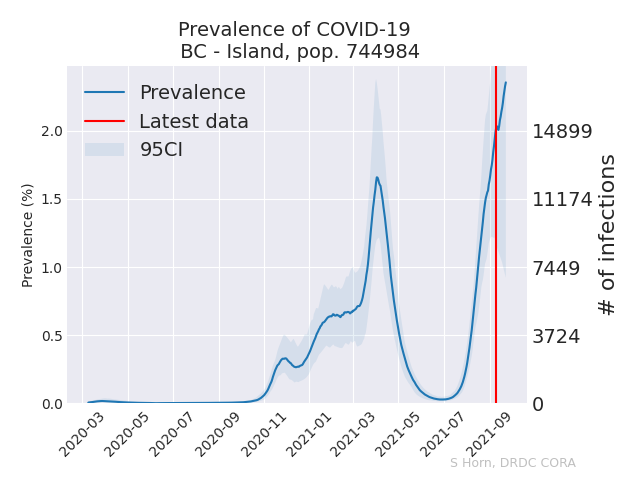 Prevalence of COVID-19
BC - Island, pop. 744984
Prevalence
Latest data
95CI
Prevalence (%)
2.0
1.5
1.0
0.5
0.0
14899
11174
7449
3724
0
# of infections
2020-03
2020-05
2020-07
2020-09
2020-11
2021-01
2021-03
2021-05
2021-07
2021-09
S Horn, DRDC CORA